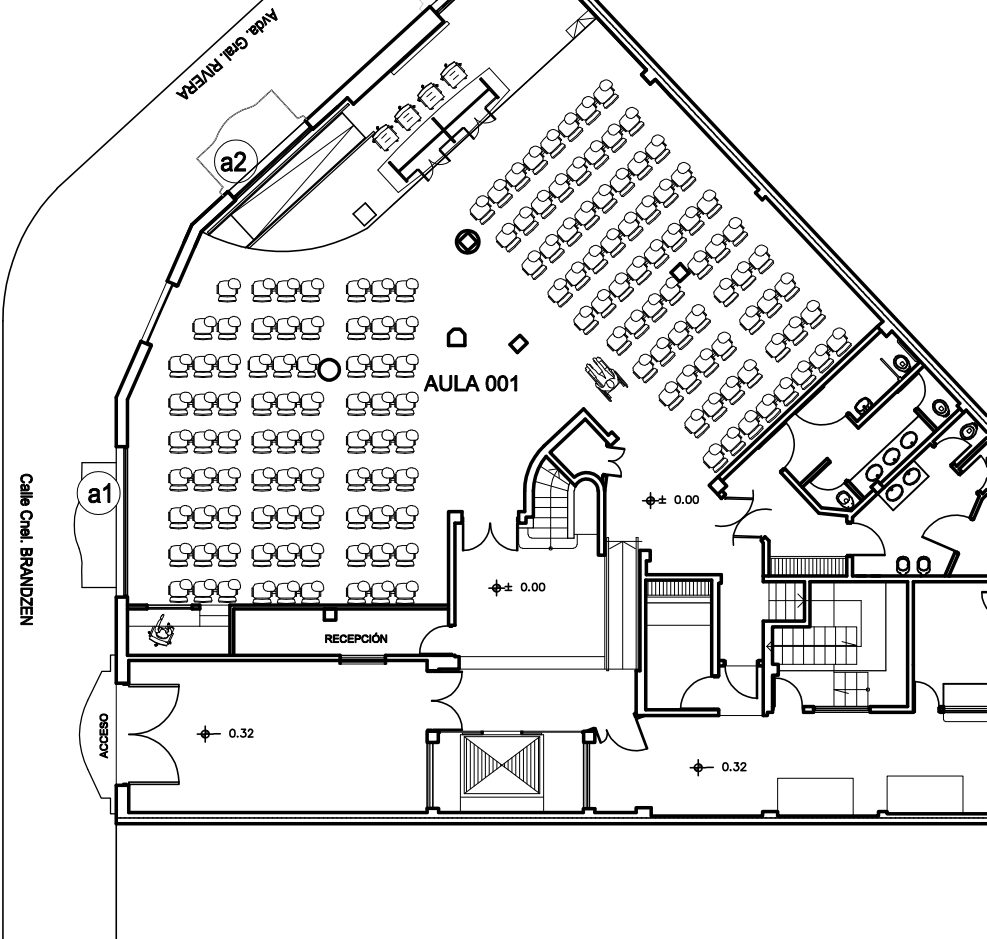 Avda. Gral. RIVERA
a2
AULA 001
a1
± 0.00
Calle Cnel. BRANDZEN
± 0.00
RECEPCIÓN
ACCESO
0.32
0.32